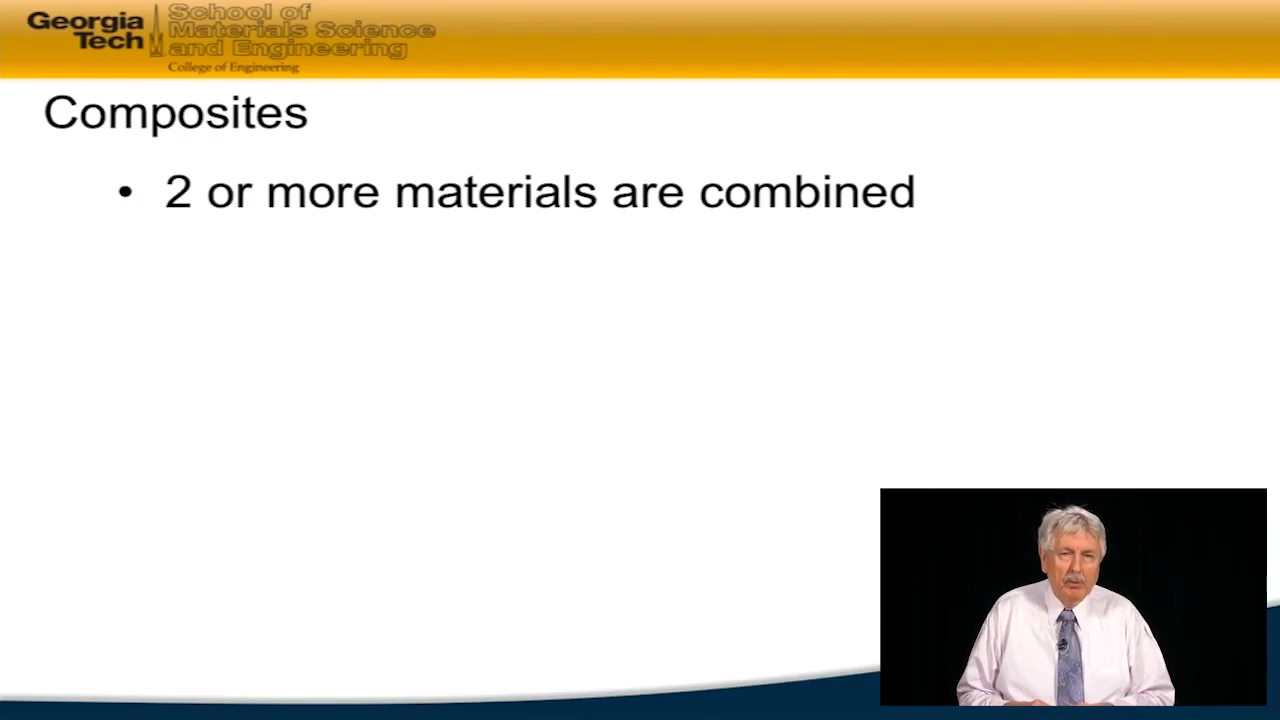 Georgia
Tech
School of
Materials Science
and Engineering
College of Engineering
Composites
• 2 or more materials are combined